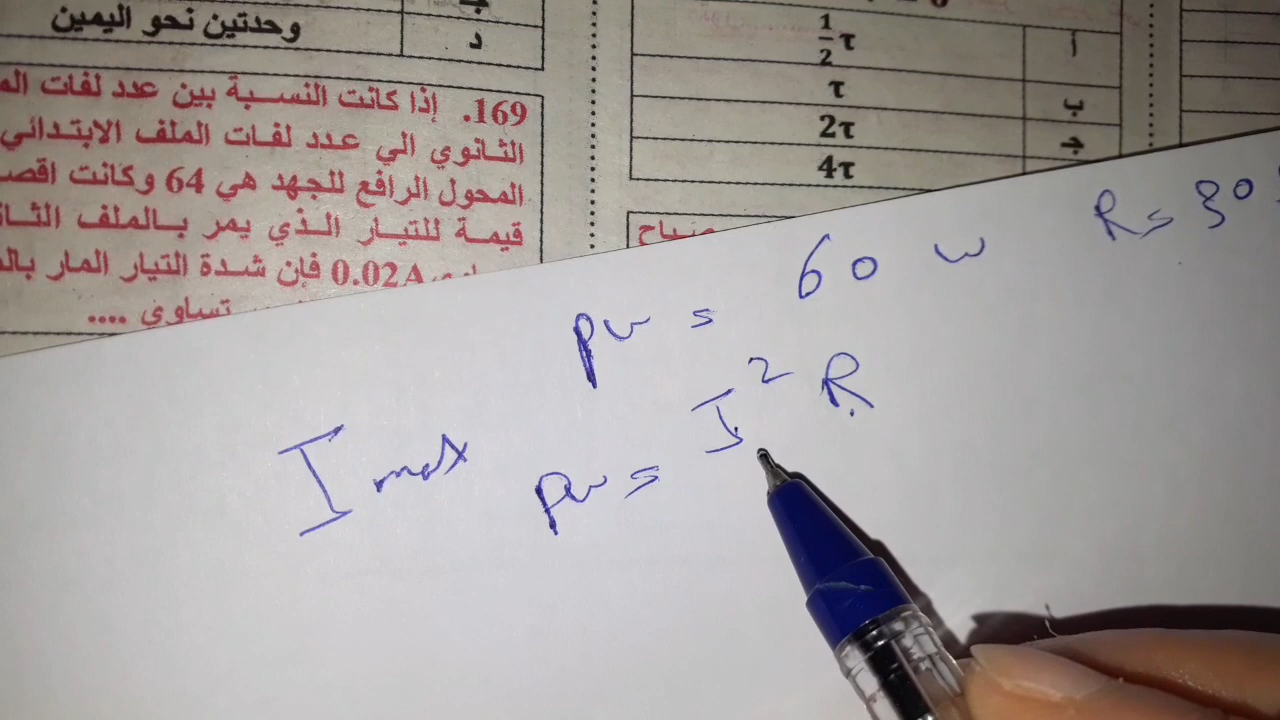 ½τ
أ
τ
ب
2τ
ج
4τ
صباح
وحدتين نحو اليمين
د
169. إذا كانت النسبة بين عدد لفات
الثانوي الي عدد لفات الملف الابتدائي
المحول الرافع للجهد هي 64 وكانت
قيمة للتيار الذي يمر بالملف
0.02A فإن شدة التيار المار
تساوي ....
Pw = 60 w
Imax
Pw = I² R